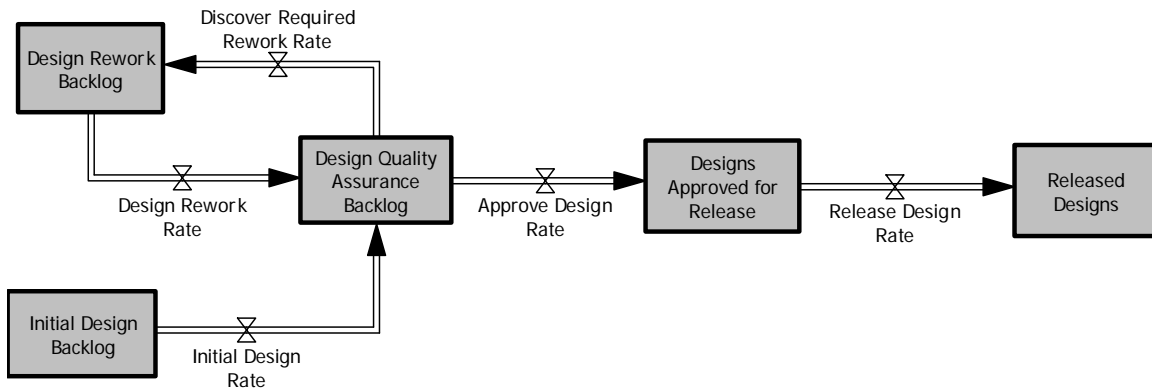 Discover Required
Rework Rate
Design Rework
Backlog
Design Rework
Rate
Design Quality
Assurance
Backlog
Approve Design
Rate
Designs
Approved for
Release
Release Design
Rate
Released
Designs
Initial Design
Backlog
Initial Design
Rate